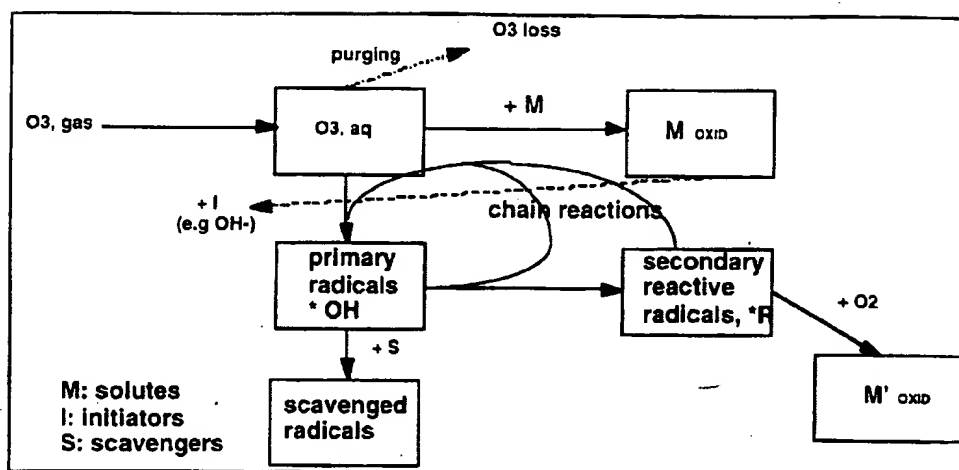 O3 loss
purging
+ M
O3, gas
O3, aq
M OXID
+ I
(e.g OH-)
chain reactions
primary
radicals
* OH
secondary
reactive
radicals, *R
+ O2
+ S
M: solutes
I: initiators
S: scavengers
scavenged
radicals
M' OXID